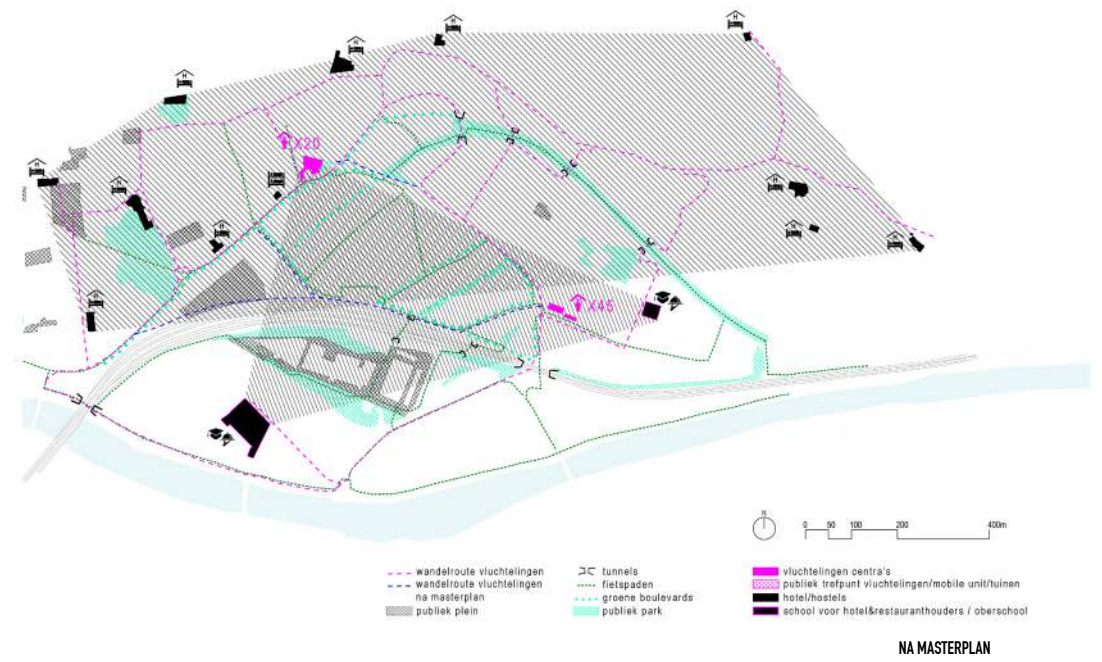 H
H
H
H
H
X20
H
H
H
H
H
H
H
X45
N
0 50 100 200 400m
wandelroute vluchtelingen
wandelroute vluchtelingen
na masterplan
publiek plein
tunnels
fietspaden
groene boulevards
publiek park
vluchtelingen centra's
publiek trefpunt vluchtelingen/mobile unit/tuinen
hotel/hostels
school voor hotel&restauranthouders / oberschool
NA MASTERPLAN